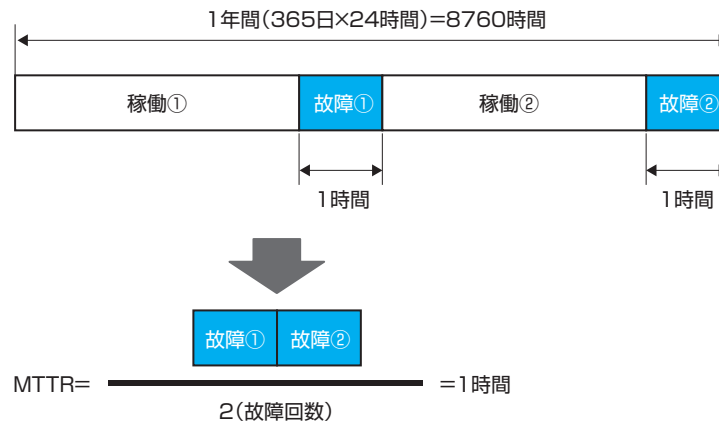 1年間(365日×24時間)=8760時間
稼働① 故障① 稼働② 故障②
1時間 1時間
故障① 故障②
MTTR= =1時間
2(故障回数)